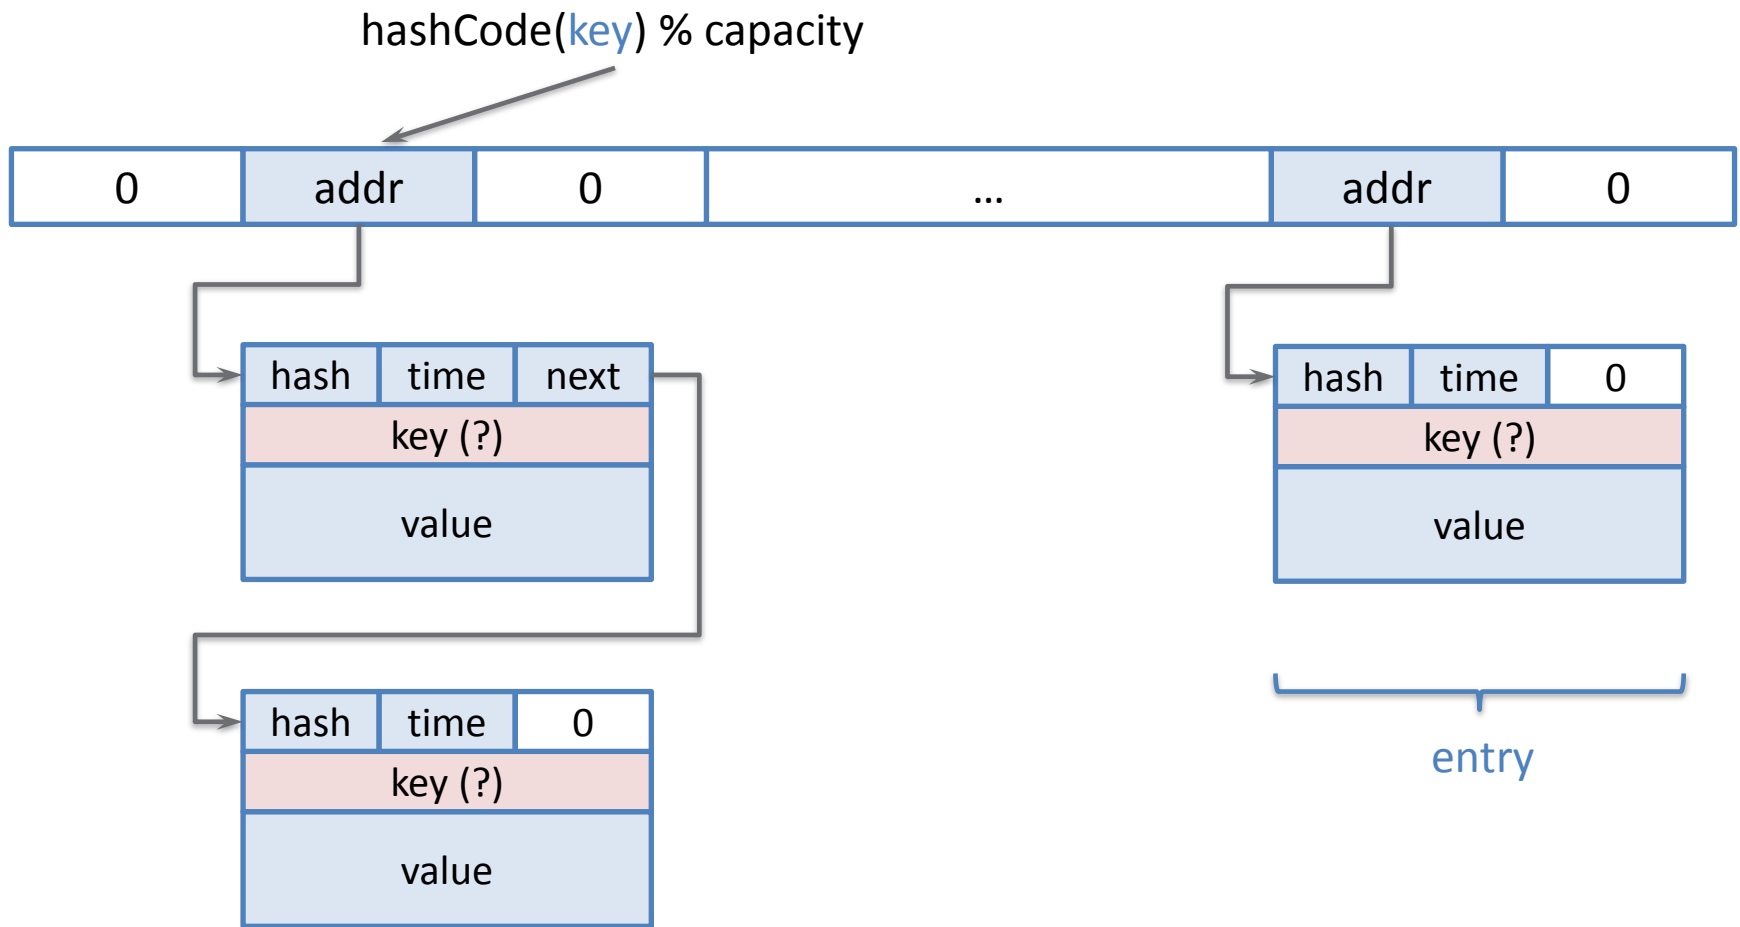 hashCode(key) % capacity
0 addr 0 ... addr 0
hash time next
key (?)
value
hash time 0
key (?)
value
hash time 0
key (?)
value
entry